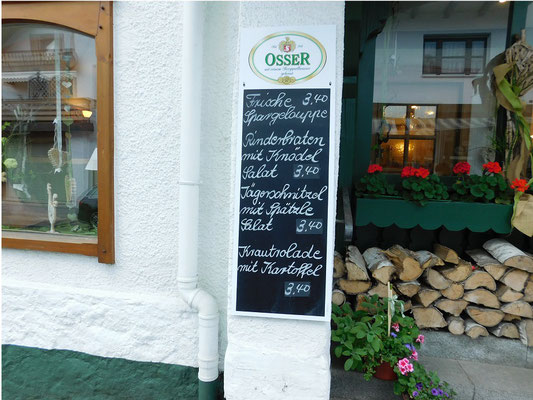 OSSER
Frische 3,40
Spargelsuppe
Rinderbraten
mit Knödel
Salat 3,40
Jägerschnitzel
mit Spätzle
Salat 3,40
Krautrolade
mit Kartoffel
3,40